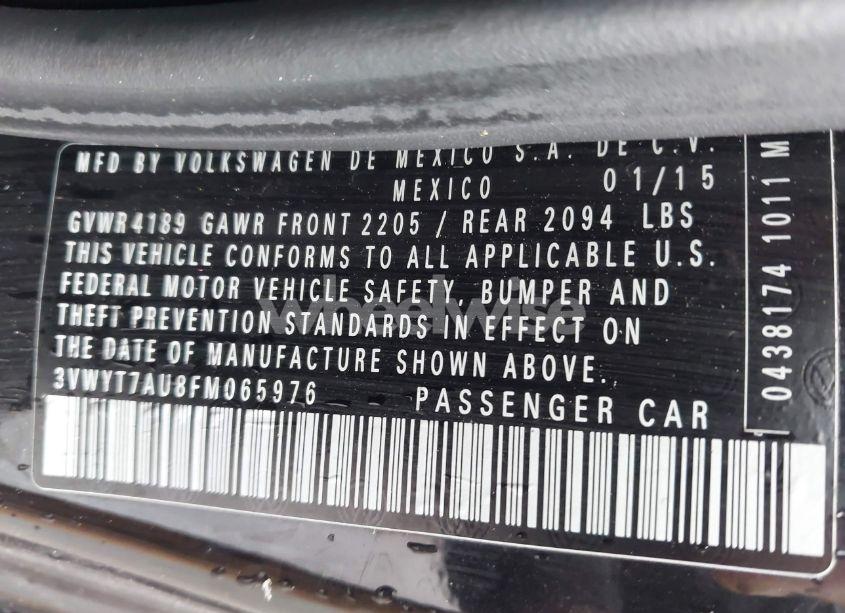 MFD BY VOLKSWAGEN DE MEXICO S.A. DE C.V.
MEXICO 01/15
GVWR4189 GAWR FRONT 2205 / REAR 2094 LBS
THIS VEHICLE CONFORMS TO ALL APPLICABLE U.S.
FEDERAL MOTOR VEHICLE SAFETY, BUMPER AND
THEFT PREVENTION STANDARDS IN EFFECT ON
THE DATE OF MANUFACTURE SHOWN ABOVE.
3VWYT7AU8FM065976 PASSENGER CAR
0438174 1011 M
wheelwise